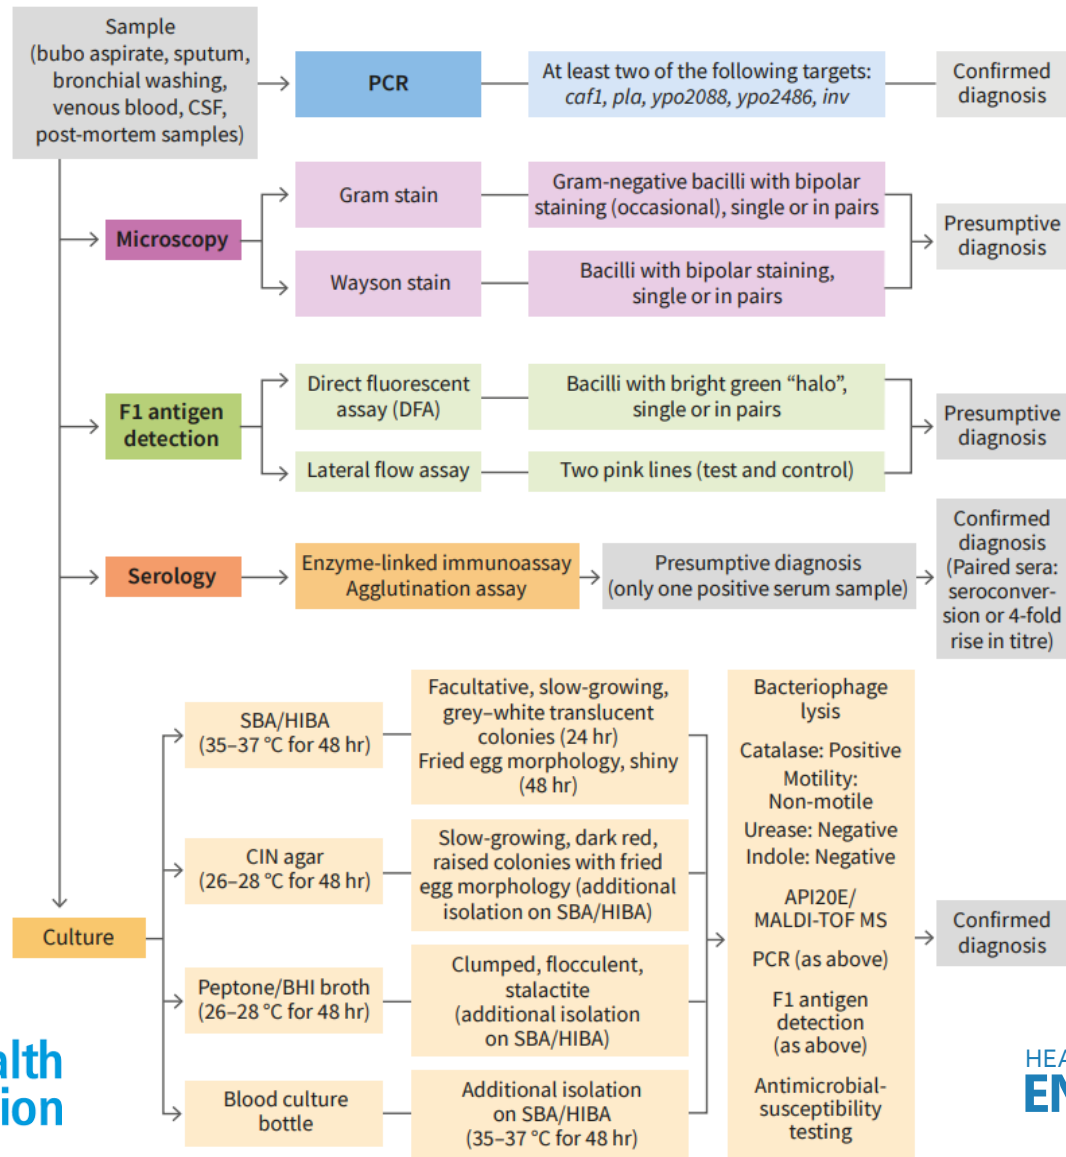 Sample
(bubo aspirate, sputum,
bronchial washing,
venous blood, CSF,
post-mortem samples)
PCR
At least two of the following targets:
caf1, pla, ypo2088, ypo2486, inv
Confirmed
diagnosis
Microscopy
Gram stain
Gram-negative bacilli with bipolar
staining (occasional), single or in pairs
Wayson stain
Bacilli with bipolar staining,
single or in pairs
Presumptive
diagnosis
F1 antigen
detection
Direct fluorescent
assay (DFA)
Bacilli with bright green “halo”,
single or in pairs
Lateral flow assay
Two pink lines (test and control)
Presumptive
diagnosis
Serology
Enzyme-linked immunoassay
Agglutination assay
Presumptive diagnosis
(only one positive serum sample)
Confirmed
diagnosis
(Paired sera:
seroconver-
sion or 4-fold
rise in titre)
Culture
SBA/HIBA
(35–37 °C for 48 hr)
Facultative, slow-growing,
grey–white translucent
colonies (24 hr)
Fried egg morphology, shiny
(48 hr)
CIN agar
(26–28 °C for 48 hr)
Slow-growing, dark red,
raised colonies with fried
egg morphology (additional
isolation on SBA/HIBA)
Peptone/BHI broth
(26–28 °C for 48 hr)
Clumped, flocculent,
stalactite
(additional isolation
on SBA/HIBA)
Blood culture
bottle
Additional isolation
on SBA/HIBA
(35–37 °C for 48 hr)
Bacteriophage
lysis
Catalase: Positive
Motility:
Non-motile
Urease: Negative
Indole: Negative
API20E/
MALDI-TOF MS
PCR (as above)
F1 antigen
detection
(as above)
Antimicrobial-
susceptibility
testing
Confirmed
diagnosis
alth
ion
HEA
EN